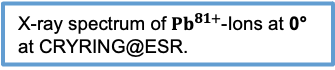 X-ray spectrum of Pb⁸¹⁺-Ions at 0°
at CRYRING@ESR.